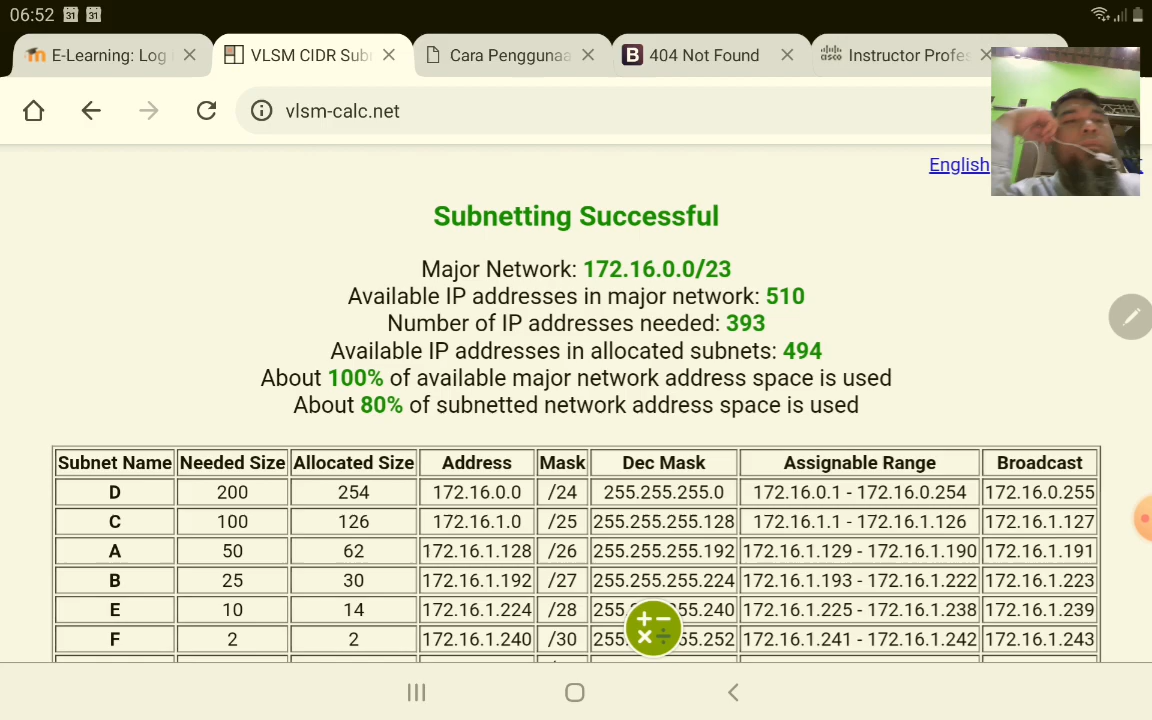 06:52 31 31
E-Learning: Log VLSM CIDR Sub Cara Penggunaa B 404 Not Found cisco Instructor Profes
vlsm-calc.net
English
Subnetting Successful
Major Network: 172.16.0.0/23
Available IP addresses in major network: 510
Number of IP addresses needed: 393
Available IP addresses in allocated subnets: 494
About 100% of available major network address space is used
About 80% of subnetted network address space is used
Subnet Name Needed Size Allocated Size Address Mask Dec Mask Assignable Range Broadcast
D 200 254 172.16.0.0 /24 255.255.255.0 172.16.0.1 - 172.16.0.254 172.16.0.255
C 100 126 172.16.1.0 /25 255.255.255.128 172.16.1.1 - 172.16.1.126 172.16.1.127
A 50 62 172.16.1.128 /26 255.255.255.192 172.16.1.129 - 172.16.1.190 172.16.1.191
B 25 30 172.16.1.192 /27 255.255.255.224 172.16.1.193 - 172.16.1.222 172.16.1.223
E 10 14 172.16.1.224 /28 255. 55.240 172.16.1.225 - 172.16.1.238 172.16.1.239
F 2 2 172.16.1.240 /30 255. 55.252 172.16.1.241 - 172.16.1.242 172.16.1.243